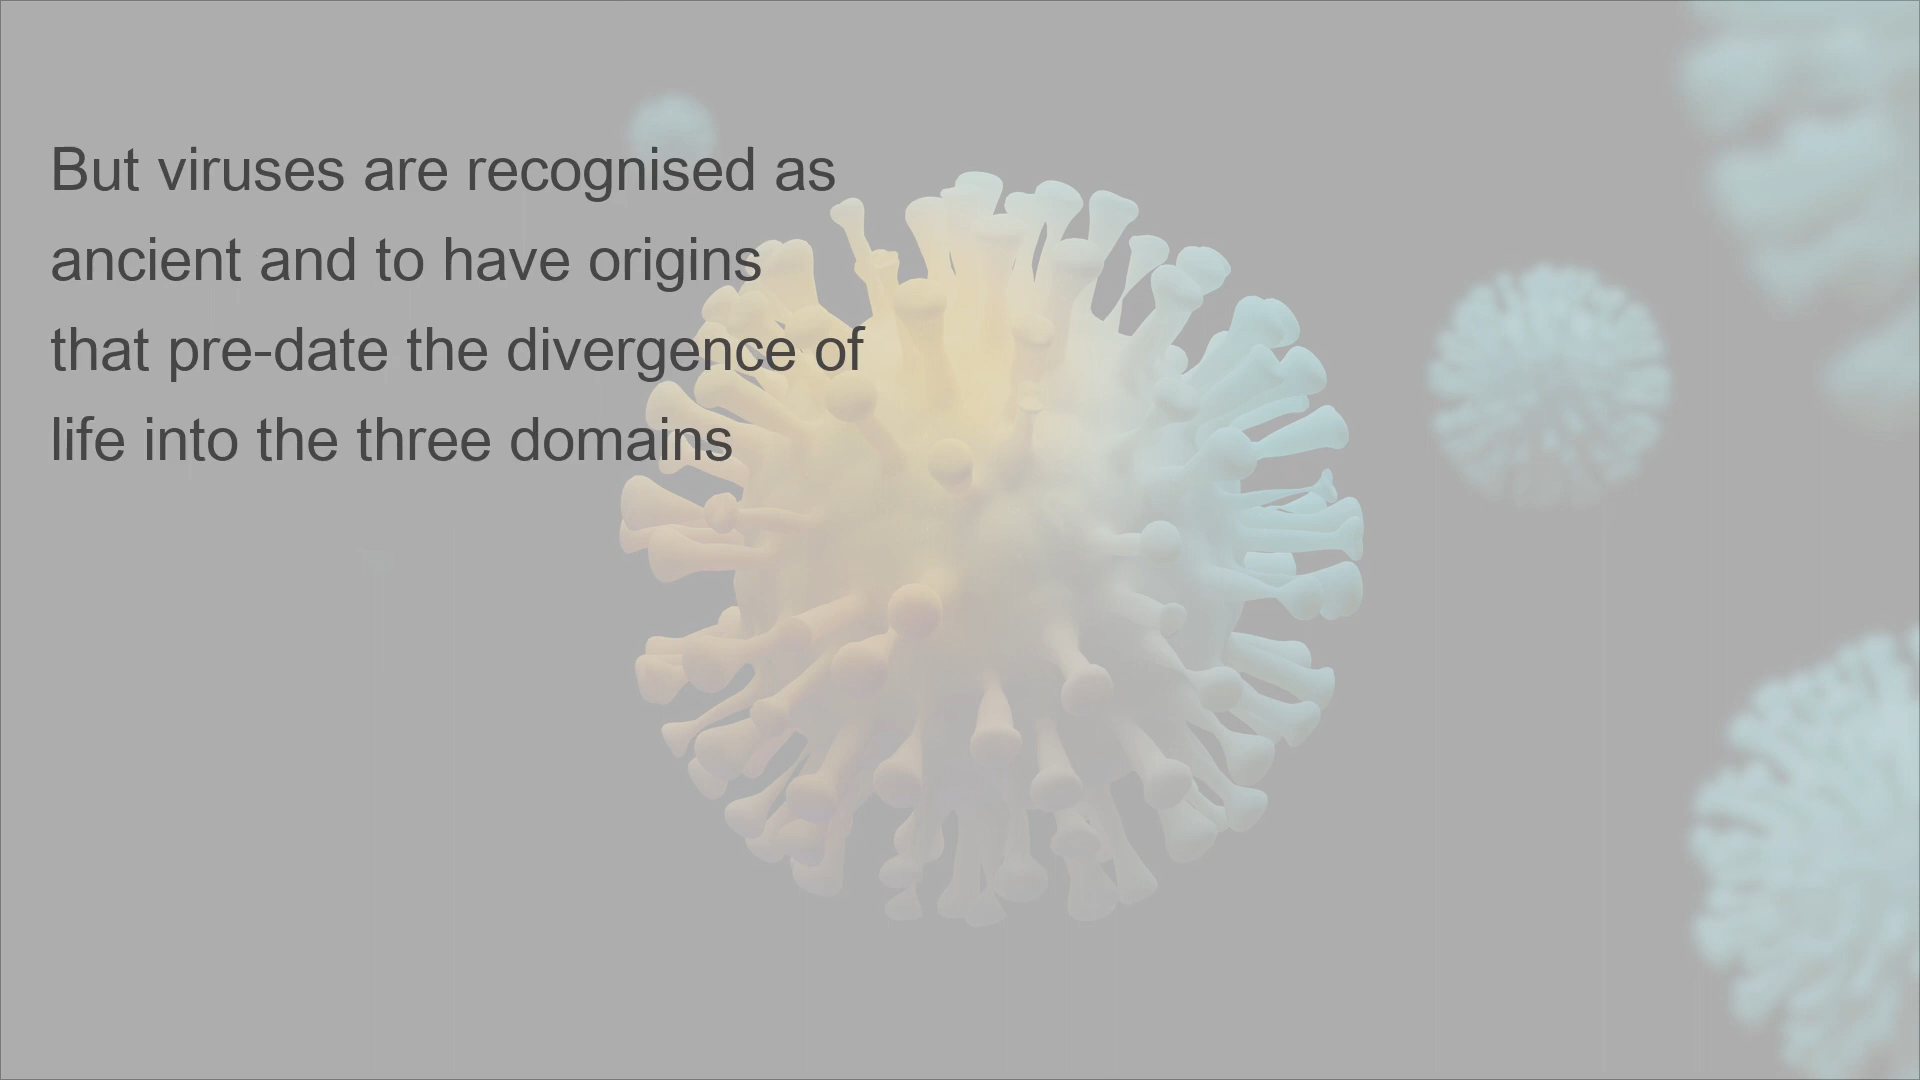 But viruses are recognised as
ancient and to have origins
that pre-date the divergence of
life into the three domains